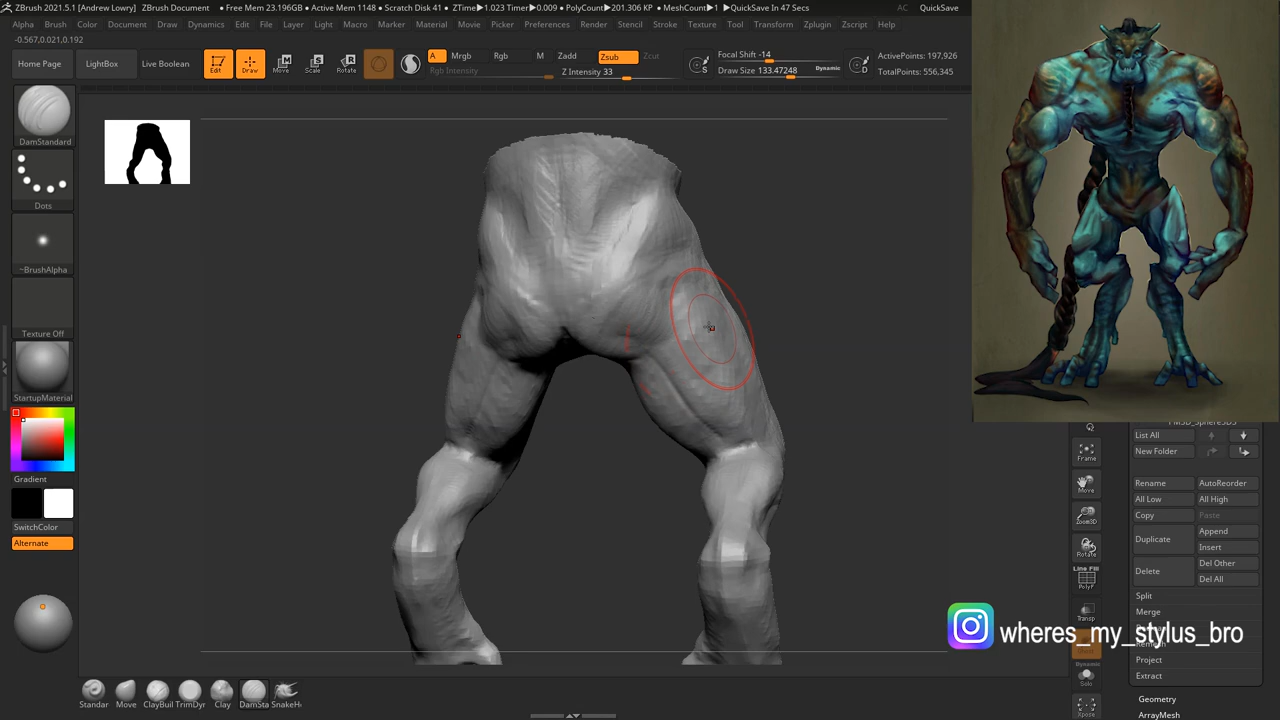 ZBrush 2021.5.1 [Andrew Lowry] ZBrush Document • Free Mem 23.196GB • Active Mem 1148 • Scratch Disk 41 • ZTime▶1.023 Timer▶0.009 • PolyCount▶201.306 KP • MeshCount▶1 ▶QuickSave In 47 Secs AC QuickSave
Alpha Brush Color Document Draw Dynamics Edit File Layer Light Macro Marker Material Movie Picker Preferences Render Stencil Stroke Texture Tool Transform Zplugin Zscript Help
-0.567,0.021,0.192
Home Page LightBox Live Boolean Edit Draw Move Scale Rotate
A Mrgb Rgb M Zadd Zsub Zcut
Rgb Intensity Z Intensity 33
S Focal Shift -14
Draw Size 133.47248 Dynamic
D ActivePoints: 197,926
TotalPoints: 556,345
DamStandard
Dots
~BrushAlpha
Texture Off
StartupMaterial
Gradient
SwitchColor
Alternate
Standar Move ClayBuil TrimDyr Clay DamSta SnakeH
Frame
Move
Zoom3D
Rotate
Line Fill
PolyF
Transp
Dynamic
Solo
Xpose
PM3D_Sphere3D3
List All
New Folder
Rename AutoReorder
All Low All High
Copy Paste
Duplicate Append
Insert
Delete Del Other
Del All
Split
Merge
wheres_my_stylus_bro
Project
Extract
Geometry
ArrayMesh